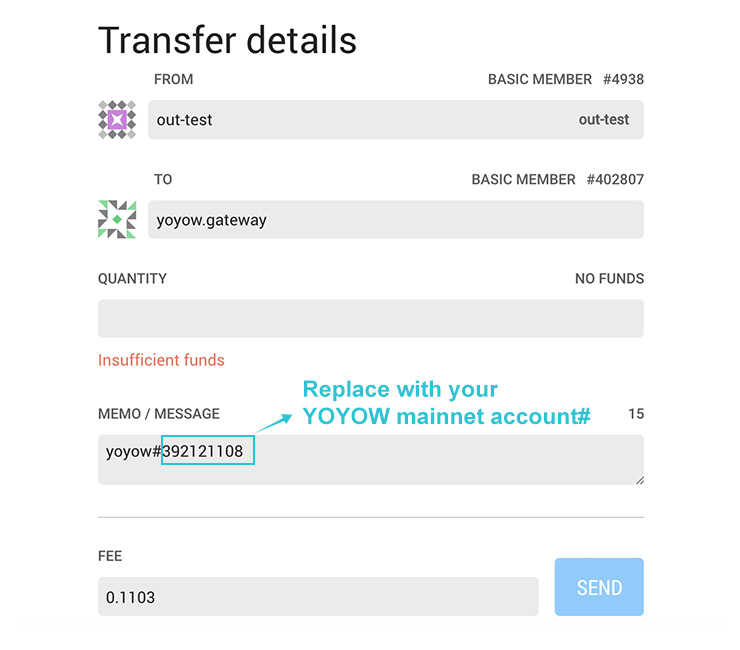 Transfer details
FROM BASIC MEMBER #4938
out-test out-test
TO BASIC MEMBER #402807
yoyow.gateway
QUANTITY NO FUNDS
Insufficient funds
Replace with your
YOYOW mainnet account#
MEMO / MESSAGE 15
yoyow#392121108
FEE
0.1103
SEND